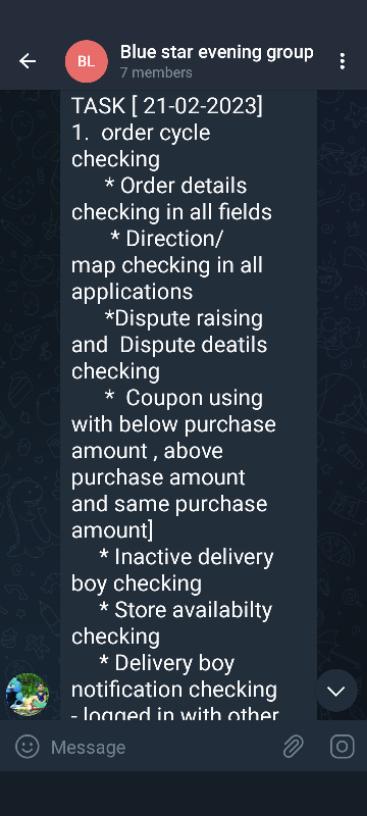 Blue star evening group
BL
7 members
TASK [ 21-02-2023]
1.  order cycle
checking
* Order details
checking in all fields
* Direction/
map checking in all
applications
*Dispute raising
and  Dispute deatils
checking
*  Coupon using
with below purchase
amount , above
purchase amount
and same purchase
amount]
* Inactive delivery
boy checking
* Store availabilty
checking
* Delivery boy
notification checking
- logged in with other
Message